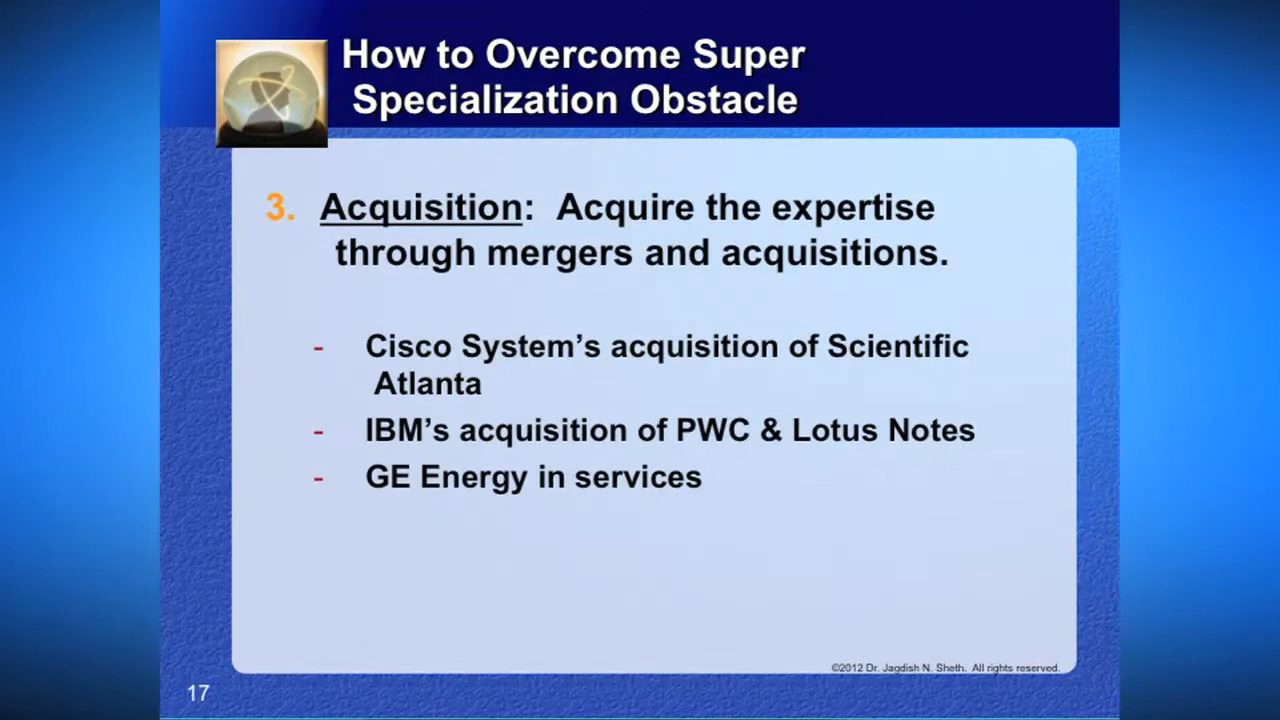 How to Overcome Super
Specialization Obstacle
3. Acquisition: Acquire the expertise
through mergers and acquisitions.
- Cisco System’s acquisition of Scientific
Atlanta
- IBM’s acquisition of PWC & Lotus Notes
- GE Energy in services
©2012 Dr. Jagdish N. Sheth. All rights reserved.
17